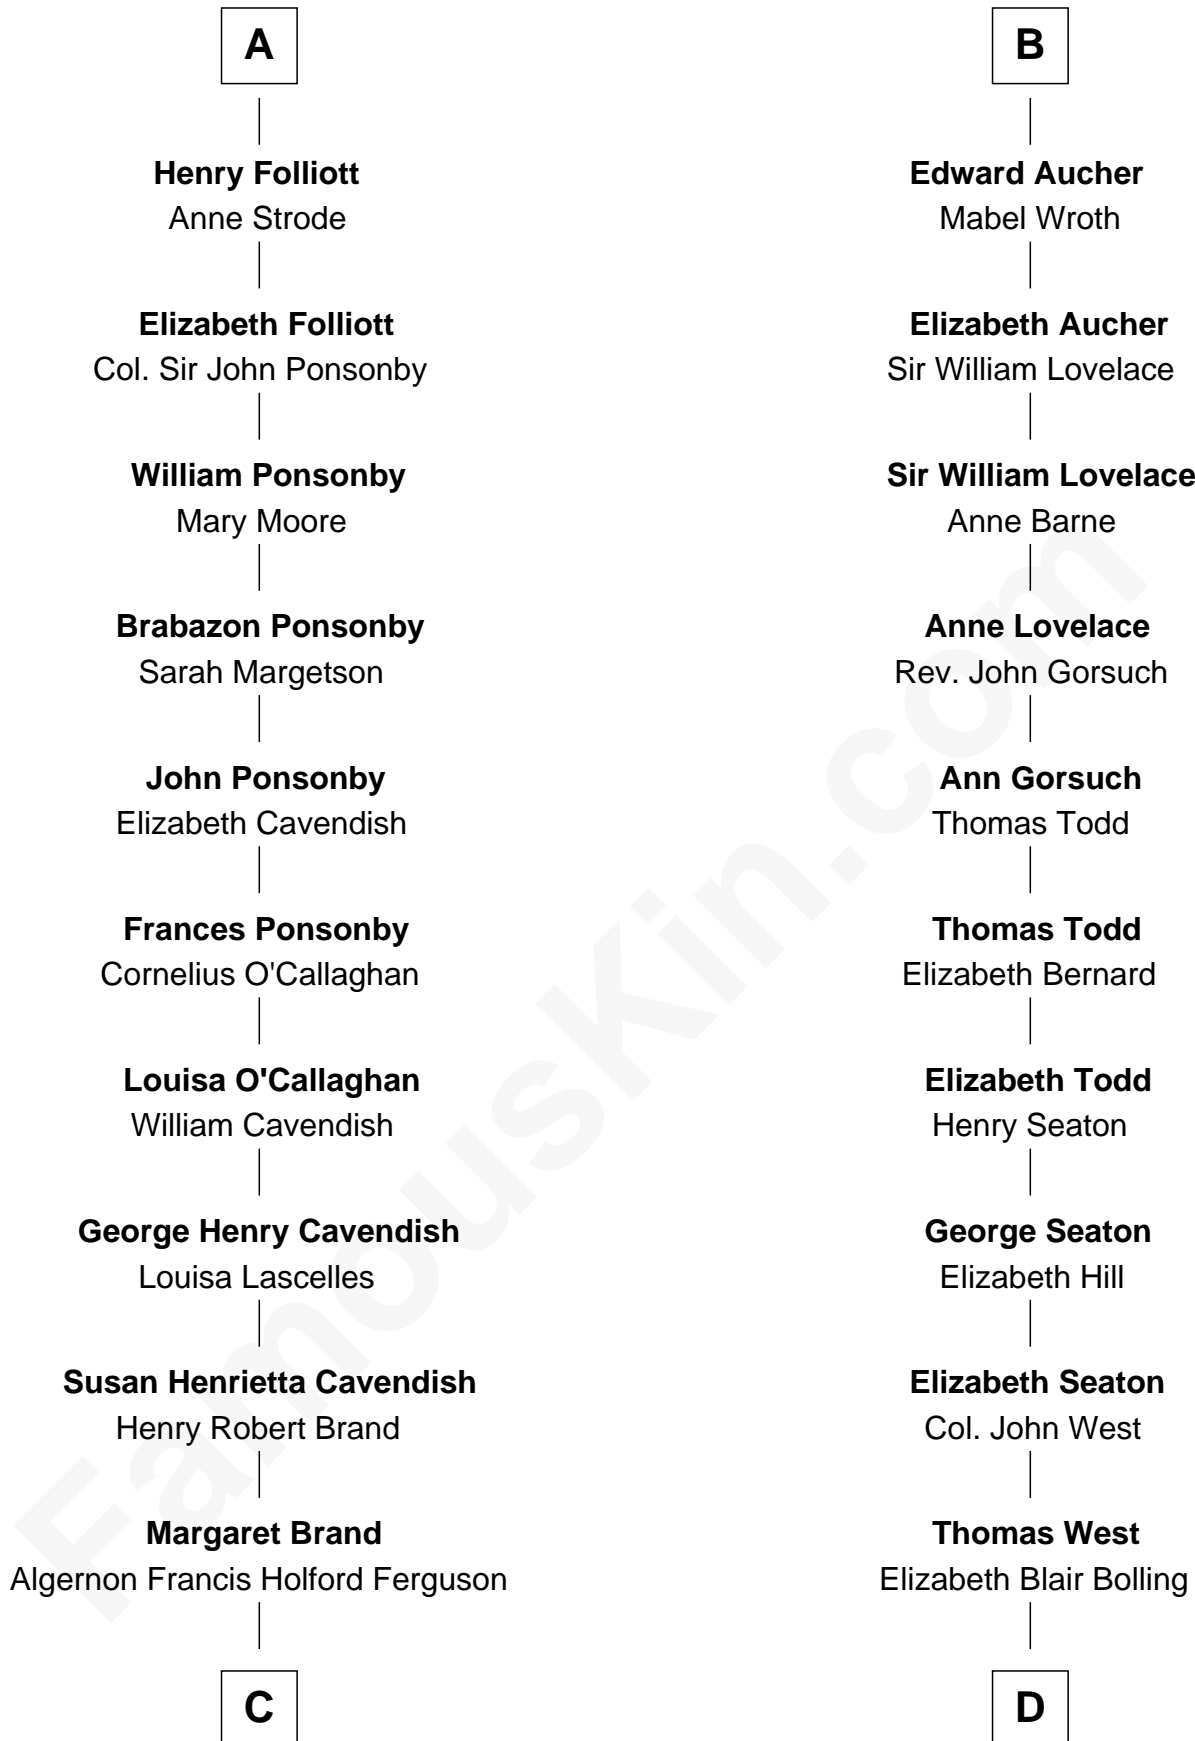 A
Henry Folliott
Anne Strode
Elizabeth Folliott
Col. Sir John Ponsonby
William Ponsonby
Mary Moore
Brabazon Ponsonby
Sarah Margetson
John Ponsonby
Elizabeth Cavendish
Frances Ponsonby
Cornelius O'Callaghan
Louisa O'Callaghan
William Cavendish
George Henry Cavendish
Louisa Lascelles
Susan Henrietta Cavendish
Henry Robert Brand
Margaret Brand
Algernon Francis Holford Ferguson
C
B
Edward Aucher
Mabel Wroth
Elizabeth Aucher
Sir William Lovelace
Sir William Lovelace
Anne Barne
Anne Lovelace
Rev. John Gorsuch
Ann Gorsuch
Thomas Todd
Thomas Todd
Elizabeth Bernard
Elizabeth Todd
Henry Seaton
George Seaton
Elizabeth Hill
Elizabeth Seaton
Col. John West
Thomas West
Elizabeth Blair Bolling
D
FamousKin.com